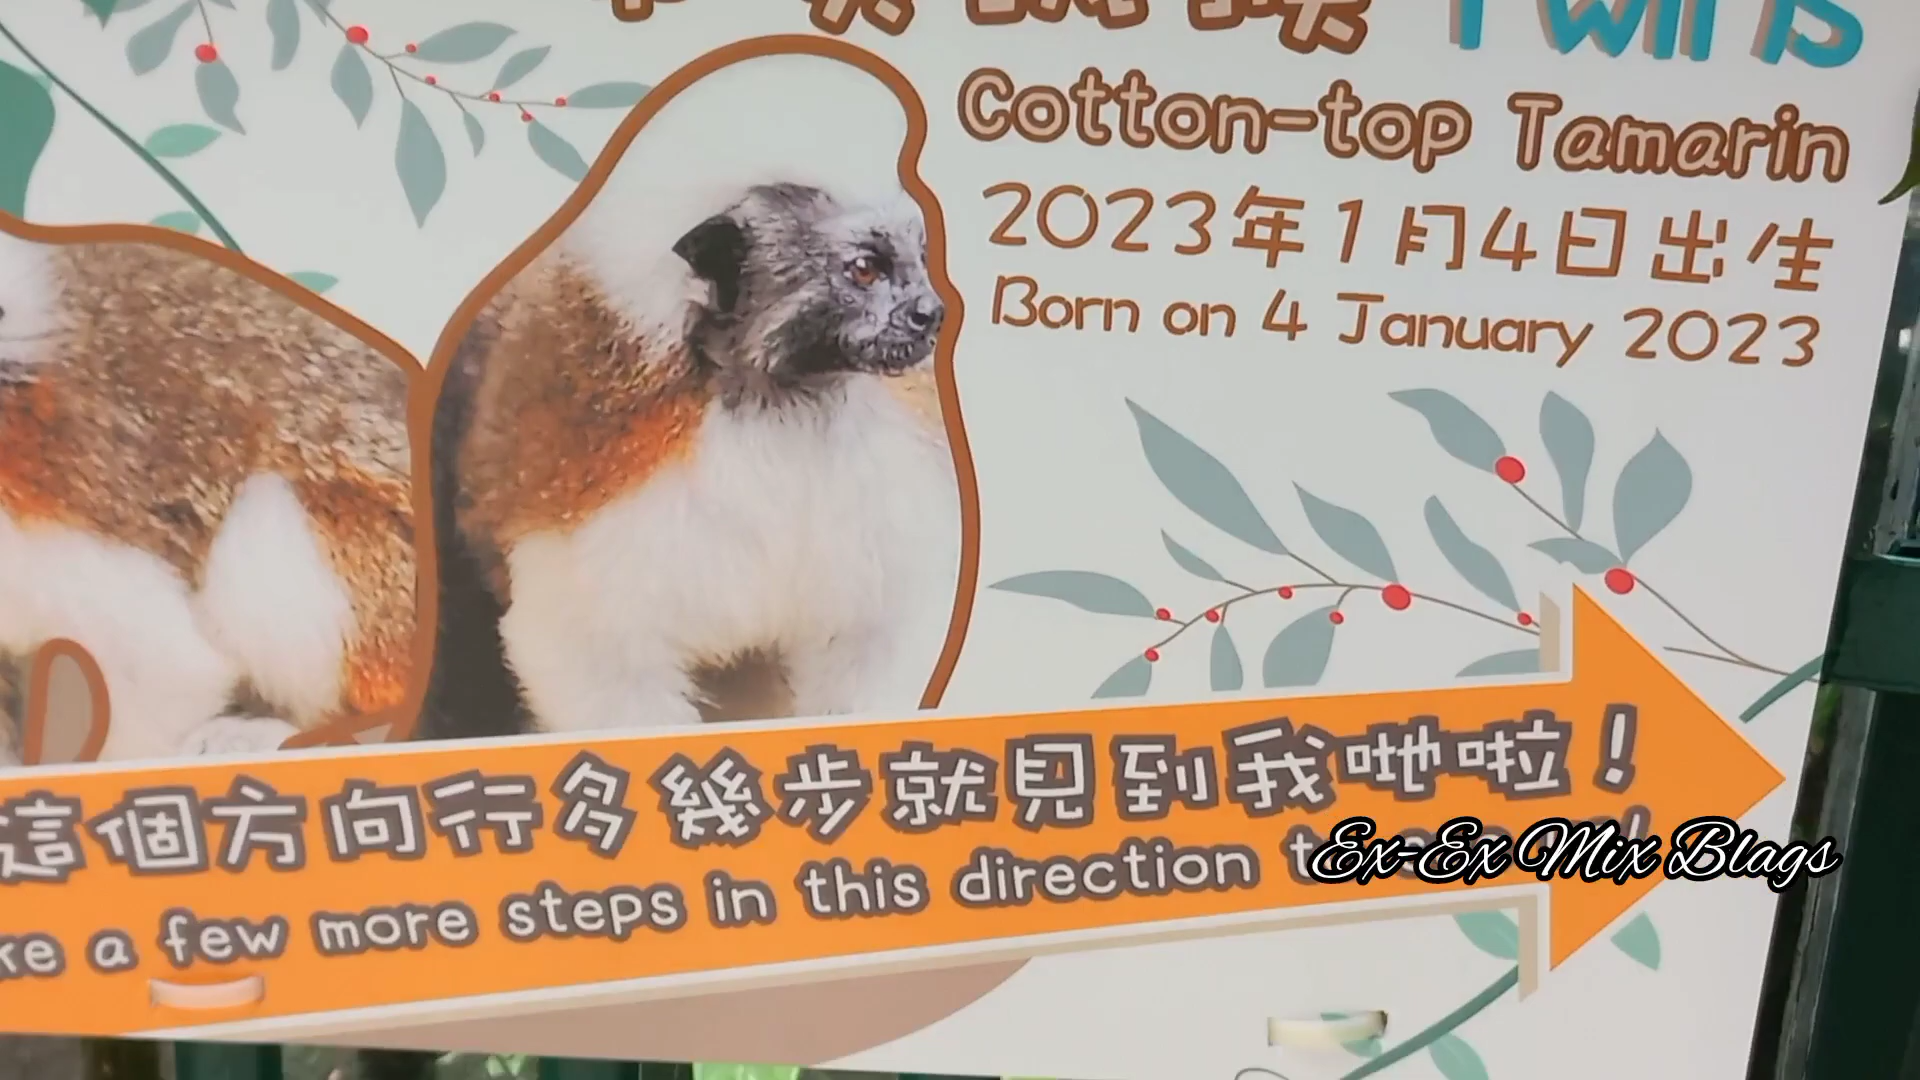 Twins
Cotton-top Tamarin
2023年1月4日出生
Born on 4 January 2023
這個方向行多幾步就見到我哋啦！
a few more steps in this direction
Ex-Ex Mix Blags